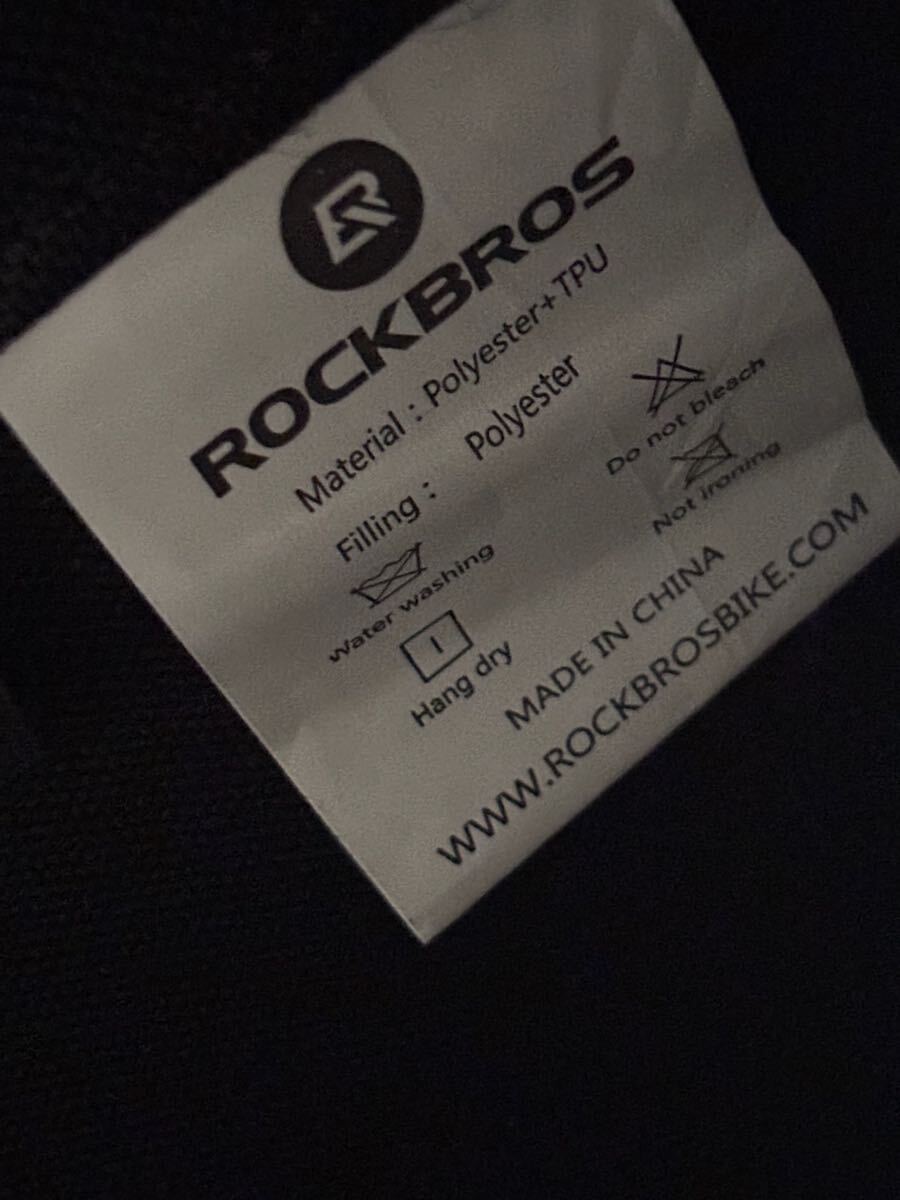 ROCKBROS
Material : Polyester+TPU
Filling : Polyester
Do not bleach
Water washing
Not ironing
Hang dry
MADE IN CHINA
WWW.ROCKBROSBIKE.COM